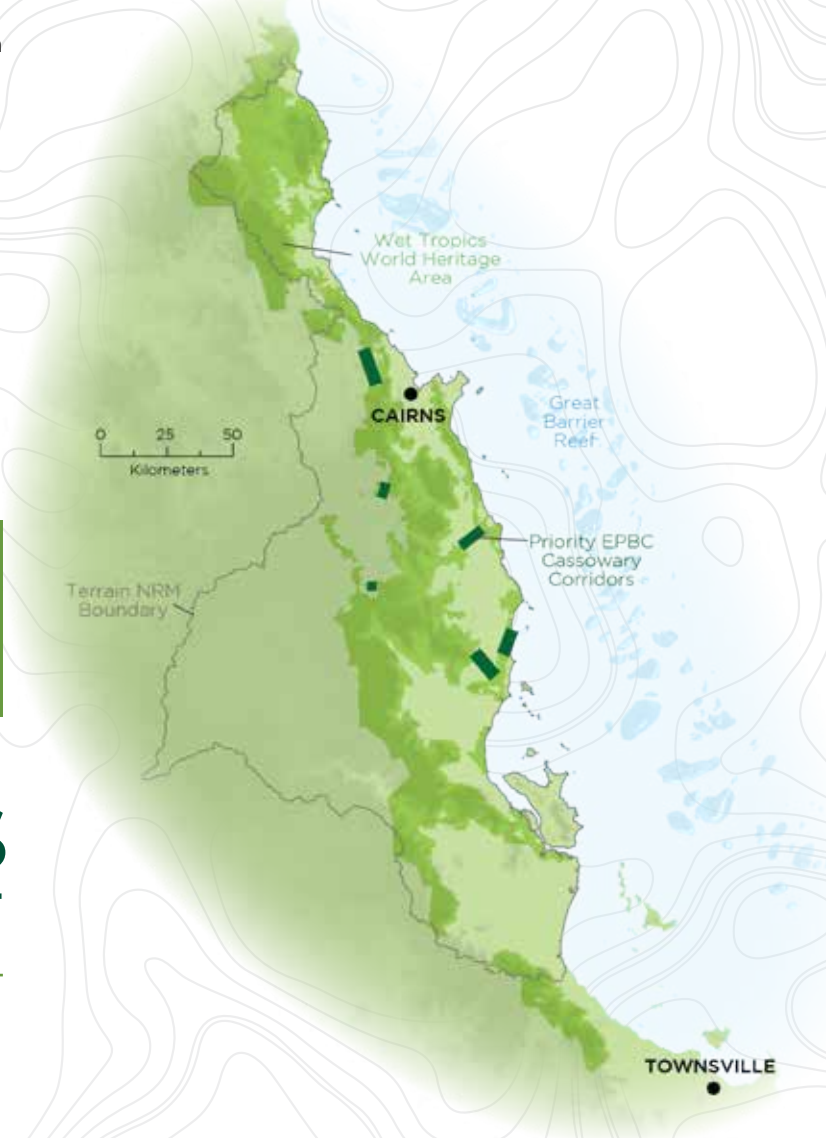 Wet Tropics
World Heritage
Area
CAIRNS
Great
Barrier
Reef
0 25 50
Kilometers
Priority EPBC
Cassowary
Corridors
Terrain NRM
Boundary
TOWNSVILLE